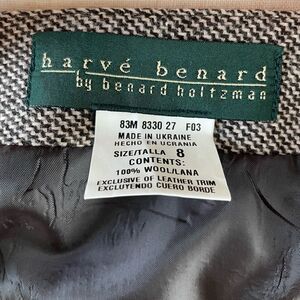 harvé benard
by benard holtzman
83M 8330 27 F03
MADE IN UKRAINE
HECHO EN UCRANIA
SIZE/TALLA 8
CONTENTS:
100% WOOL/LANA
EXCLUSIVE OF LEATHER TRIM
EXCLUYENDO CUERO BORDE